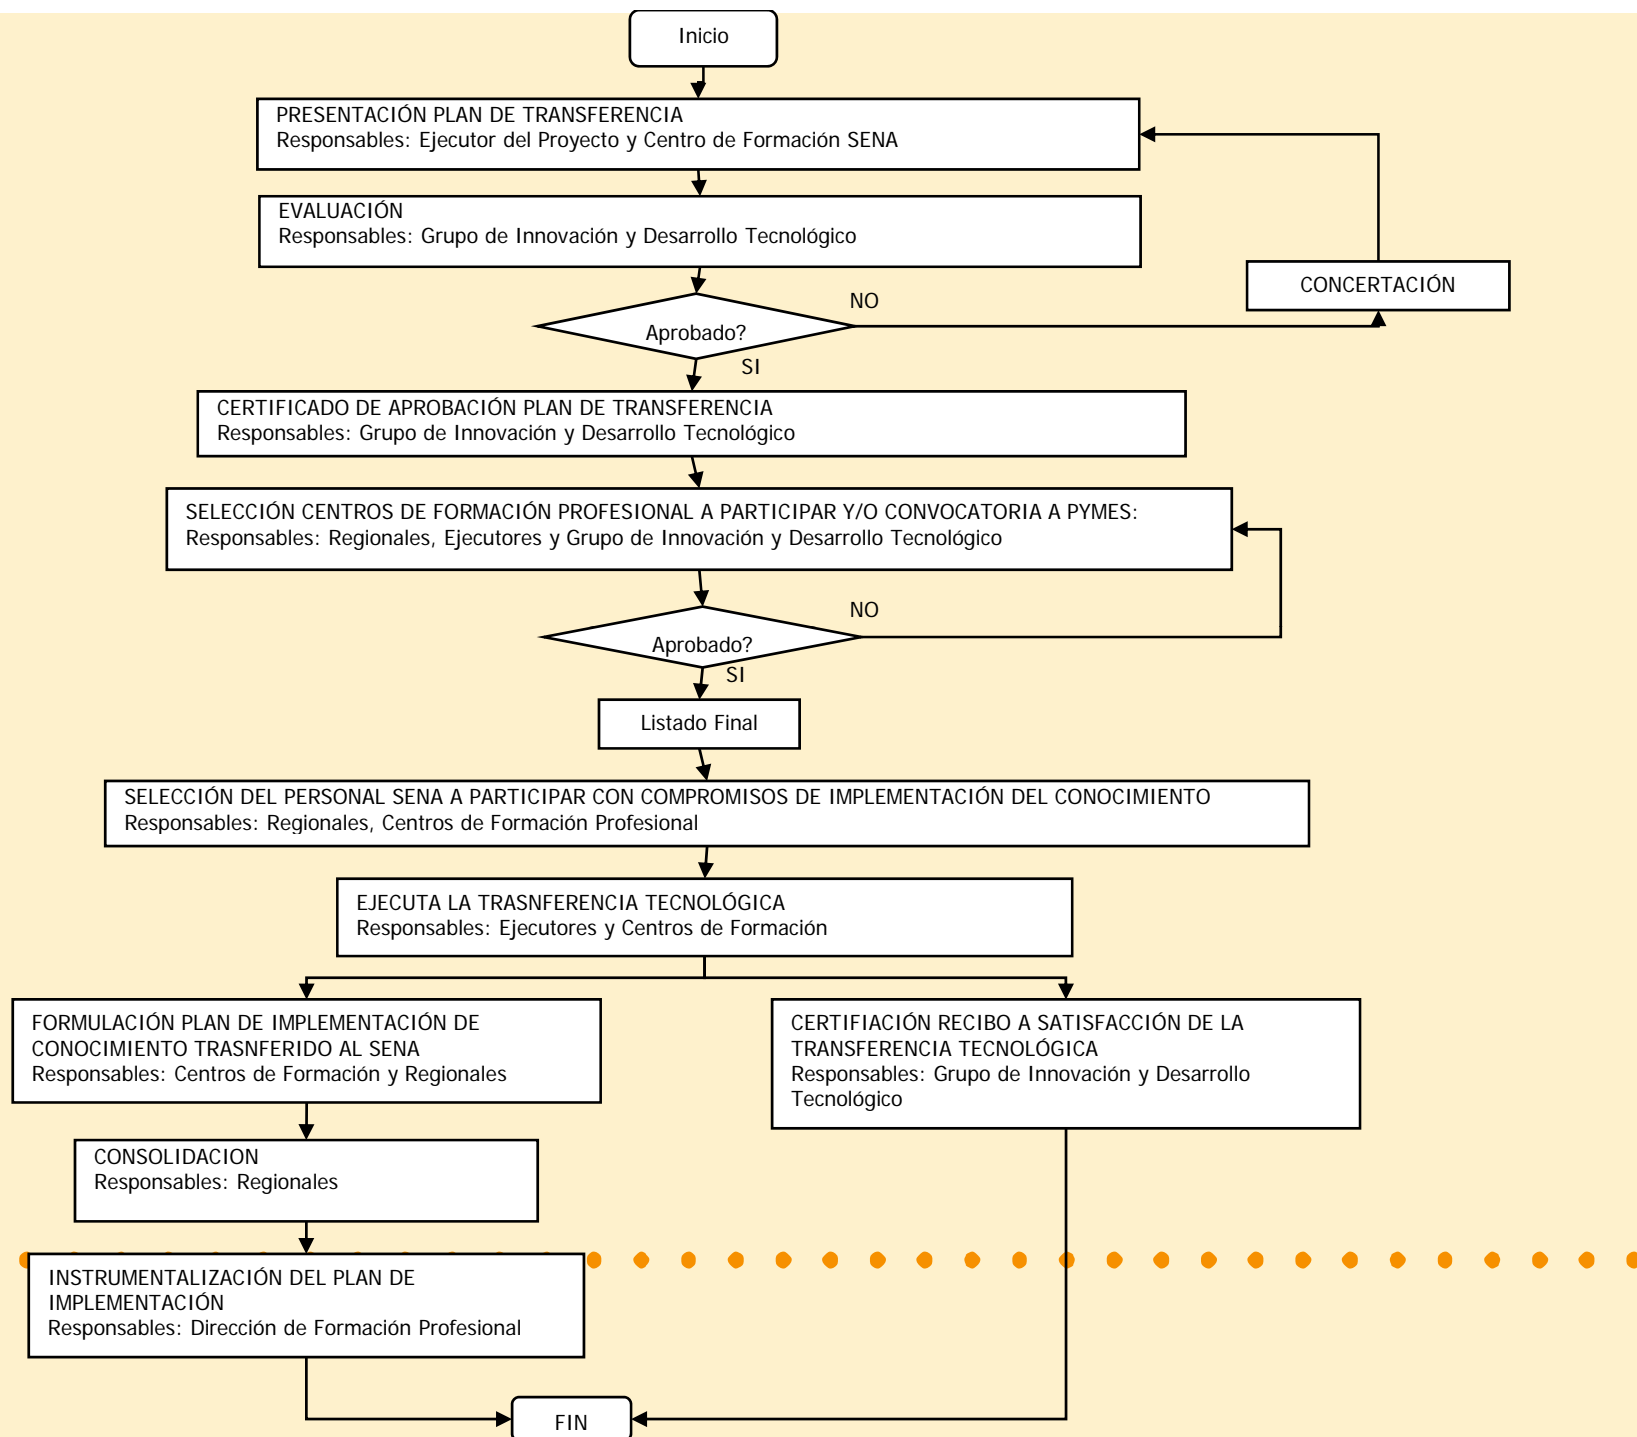 Inicio
PRESENTACIÓN PLAN DE TRANSFERENCIA
Responsables: Ejecutor del Proyecto y Centro de Formación SENA
EVALUACIÓN
Responsables: Grupo de Innovación y Desarrollo Tecnológico
CONCERTACIÓN
NO
Aprobado?
SI
CERTIFICADO DE APROBACIÓN PLAN DE TRANSFERENCIA
Responsables: Grupo de Innovación y Desarrollo Tecnológico
SELECCIÓN CENTROS DE FORMACIÓN PROFESIONAL A PARTICIPAR Y/O CONVOCATORIA A PYMES:
Responsables: Regionales, Ejecutores y Grupo de Innovación y Desarrollo Tecnológico
NO
Aprobado?
SI
Listado Final
SELECCIÓN DEL PERSONAL SENA A PARTICIPAR CON COMPROMISOS DE IMPLEMENTACIÓN DEL CONOCIMIENTO
Responsables: Regionales, Centros de Formación Profesional
EJECUTA LA TRASNFERENCIA TECNOLÓGICA
Responsables: Ejecutores y Centros de Formación
FORMULACIÓN PLAN DE IMPLEMENTACIÓN DE
CONOCIMIENTO TRASNFERIDO AL SENA
Responsables: Centros de Formación y Regionales
CERTIFIACIÓN RECIBO A SATISFACCIÓN DE LA
TRANSFERENCIA TECNOLÓGICA
Responsables: Grupo de Innovación y Desarrollo
Tecnológico
CONSOLIDACION
Responsables: Regionales
INSTRUMENTALIZACIÓN DEL PLAN DE
IMPLEMENTACIÓN
Responsables: Dirección de Formación Profesional
FIN